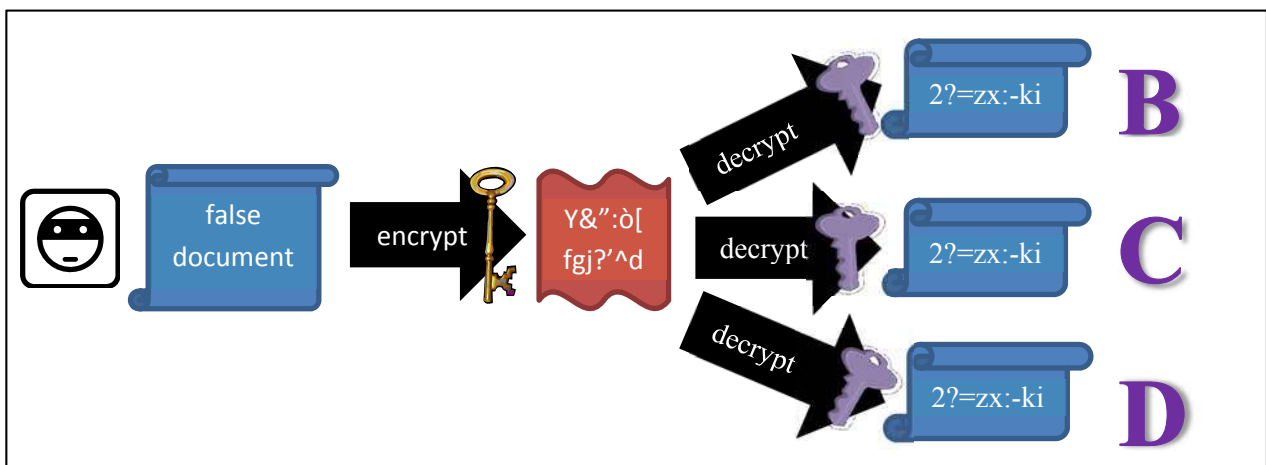 false
document
encrypt
Y&”:ò[
fgj?’^d
decrypt
2?=zx:-ki
B
decrypt
2?=zx:-ki
C
decrypt
2?=zx:-ki
D